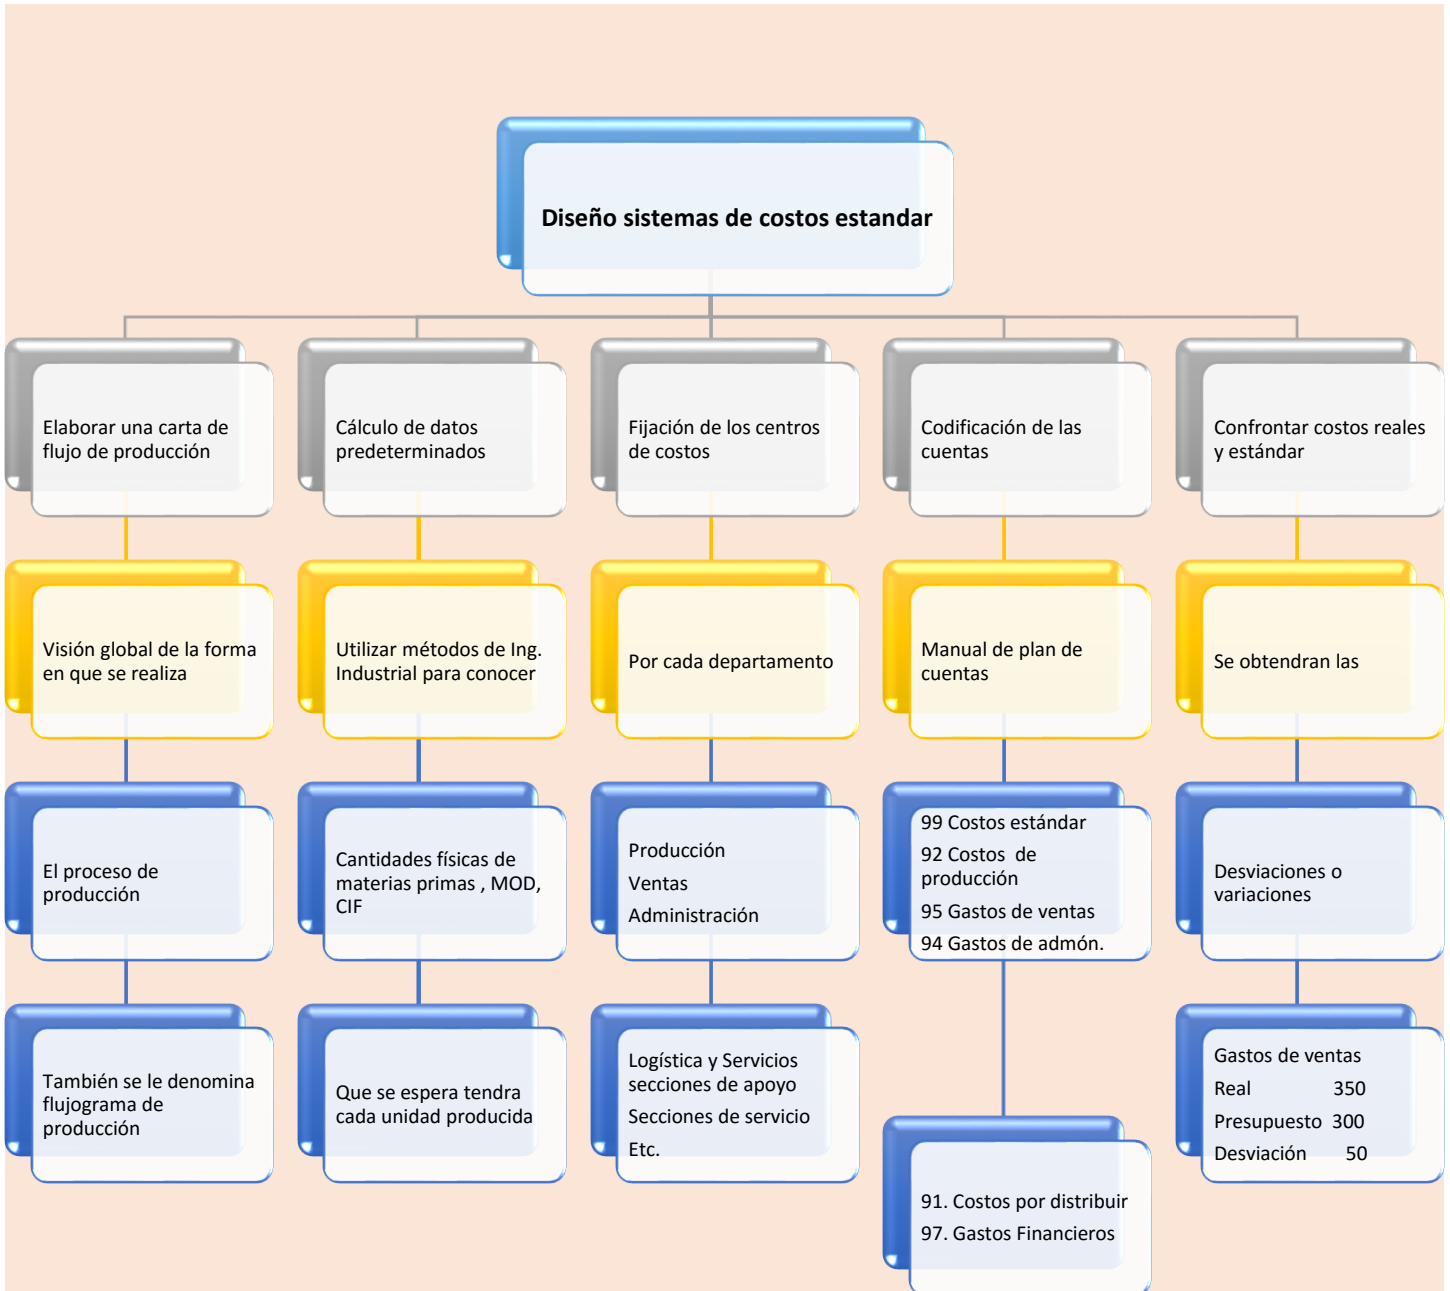 Diseño sistemas de costos estandar
Elaborar una carta de
flujo de producción
Cálculo de datos
predeterminados
Fijación de los centros
de costos
Codificación de las
cuentas
Confrontar costos reales
y estándar
Visión global de la forma
en que se realiza
Utilizar métodos de Ing.
Industrial para conocer
Por cada departamento
Manual de plan de
cuentas
Se obtendran las
El proceso de
producción
Cantidades físicas de
materias primas , MOD,
CIF
Producción
Ventas
Administración
99 Costos estándar
92 Costos de
producción
95 Gastos de ventas
94 Gastos de admón.
Desviaciones o
variaciones
También se le denomina
flujograma de
producción
Que se espera tendra
cada unidad producida
Logística y Servicios
secciones de apoyo
Secciones de servicio
Etc.
91. Costos por distribuir
97. Gastos Financieros
Gastos de ventas
Real 350
Presupuesto 300
Desviación 50